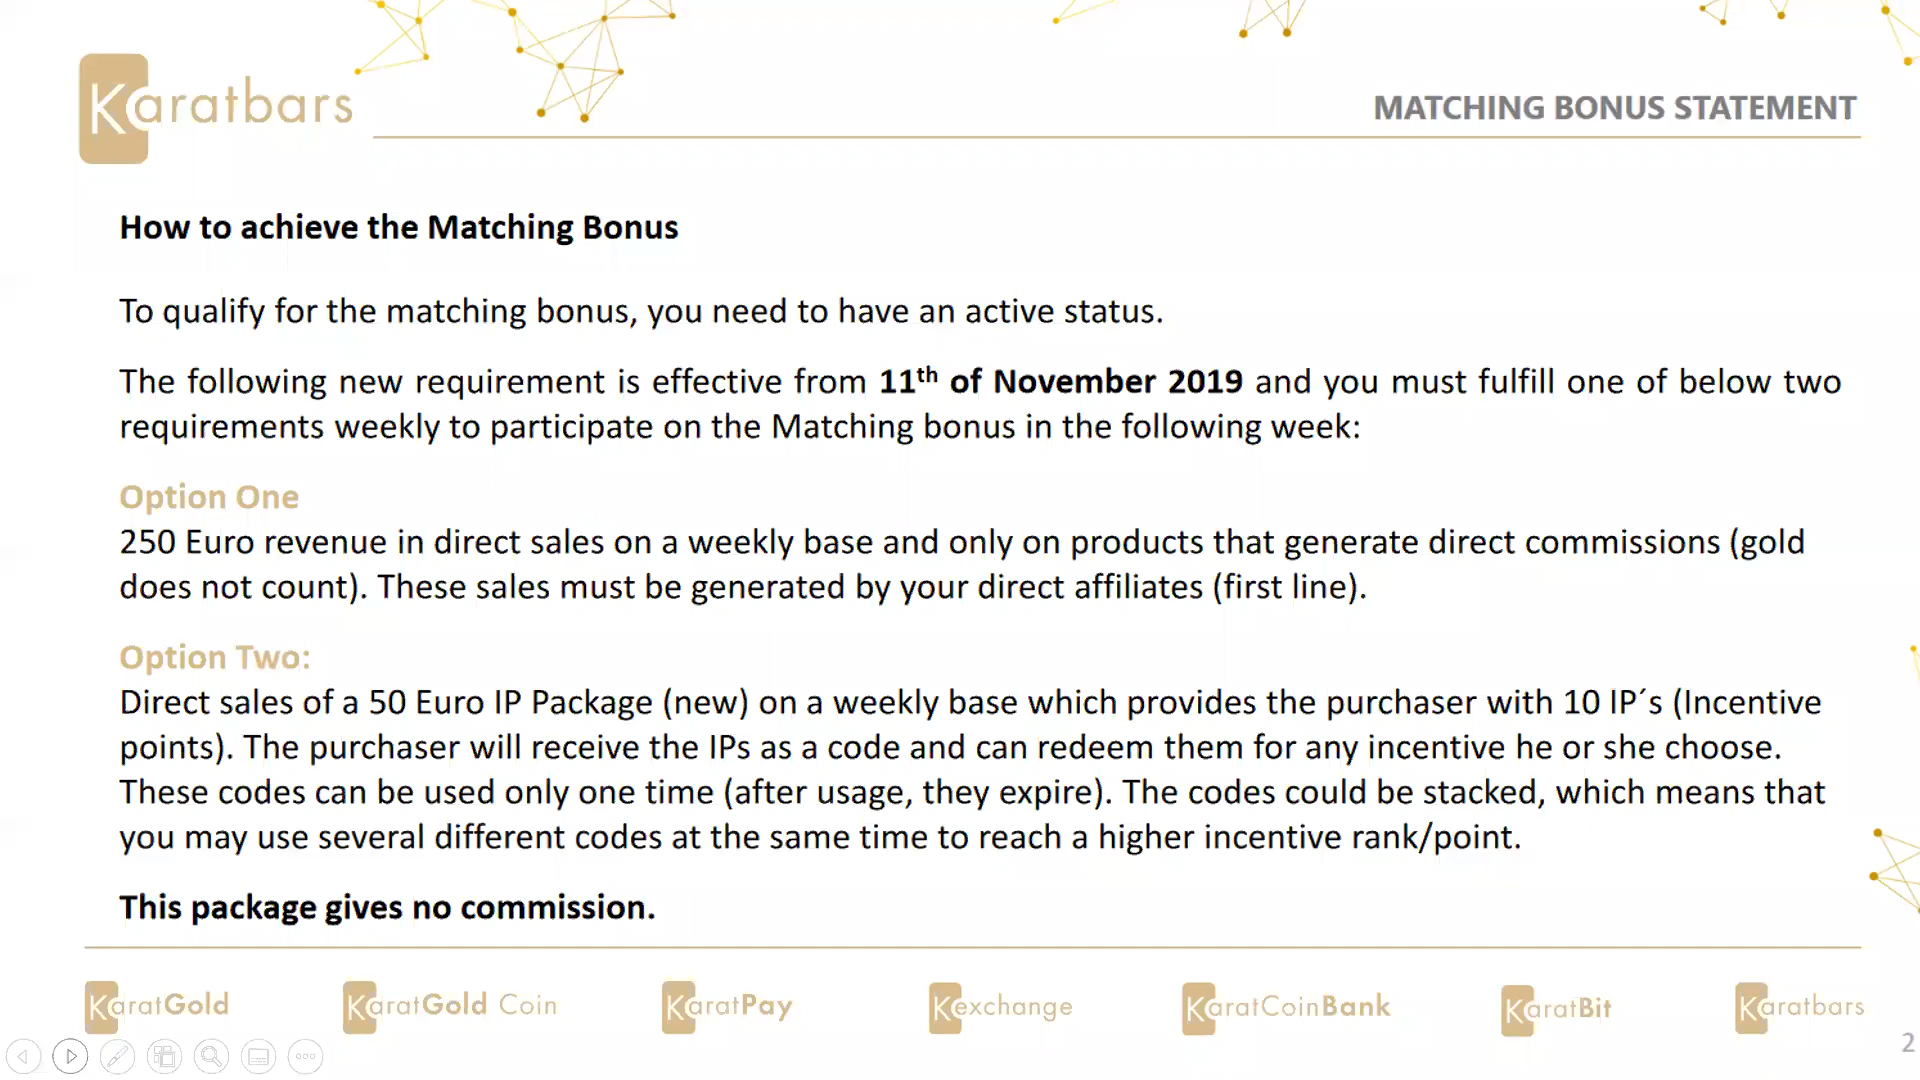 Karatbars
MATCHING BONUS STATEMENT
How to achieve the Matching Bonus
To qualify for the matching bonus, you need to have an active status.
The following new requirement is effective from 11th of November 2019 and you must fulfill one of below two
requirements weekly to participate on the Matching bonus in the following week:
Option One
250 Euro revenue in direct sales on a weekly base and only on products that generate direct commissions (gold
does not count). These sales must be generated by your direct affiliates (first line).
Option Two:
Direct sales of a 50 Euro IP Package (new) on a weekly base which provides the purchaser with 10 IP´s (Incentive
points). The purchaser will receive the IPs as a code and can redeem them for any incentive he or she choose.
These codes can be used only one time (after usage, they expire). The codes could be stacked, which means that
you may use several different codes at the same time to reach a higher incentive rank/point.
This package gives no commission.
KaratGold KaratGold Coin KaratPay Kexchange KaratCoinBank KaratBit Karatbars
2